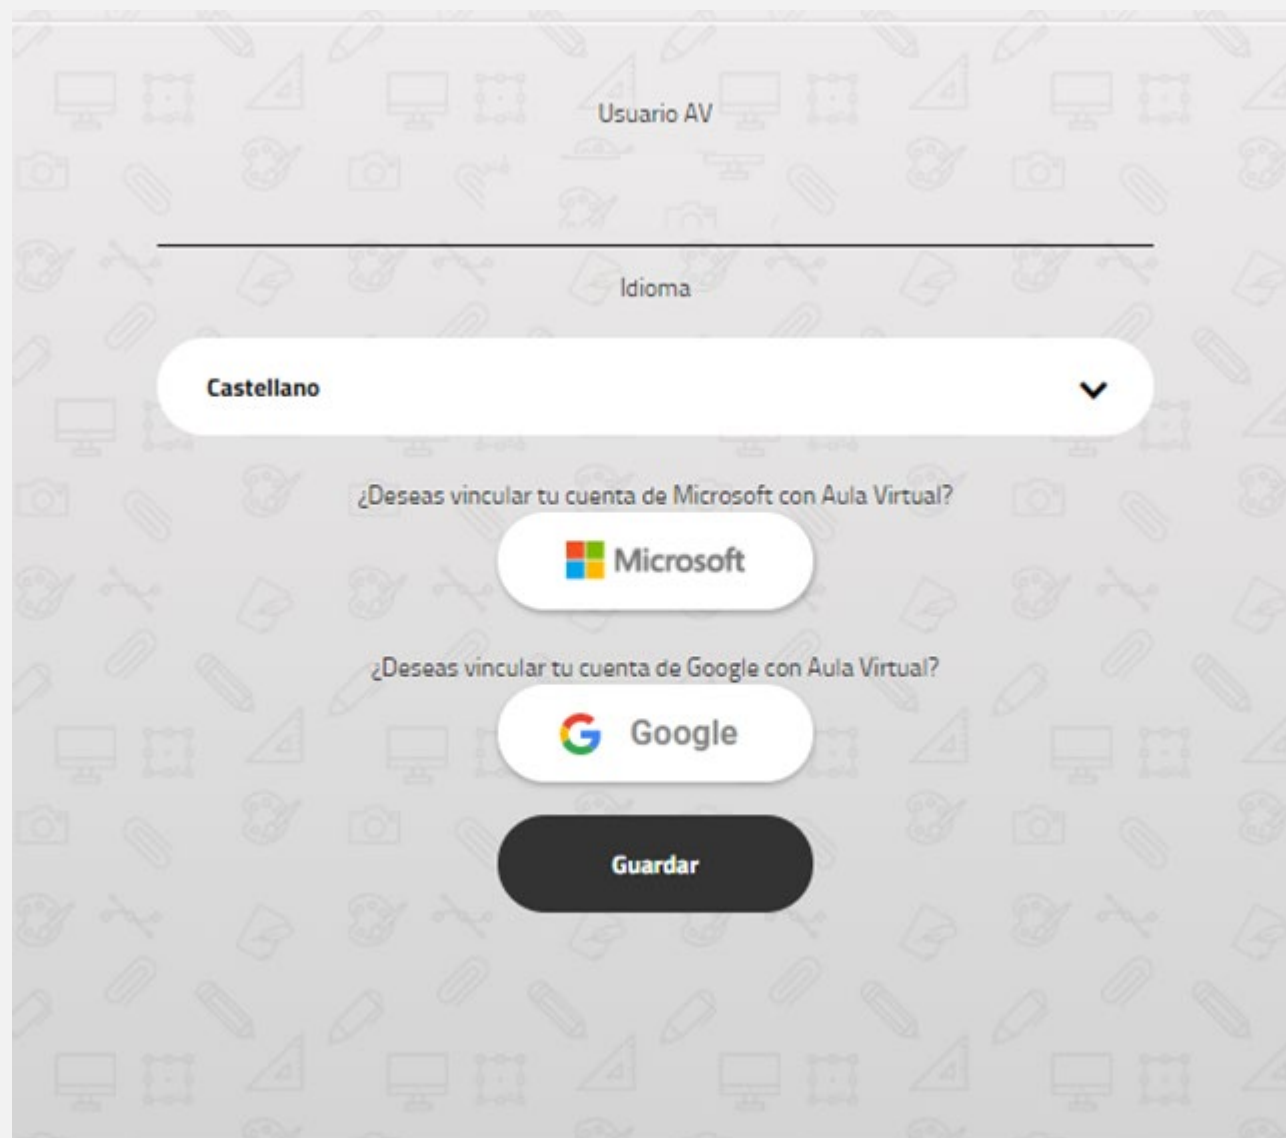 Usuario AV
Idioma
Castellano
¿Deseas vincular tu cuenta de Microsoft con Aula Virtual?
Microsoft
¿Deseas vincular tu cuenta de Google con Aula Virtual?
Google
Guardar